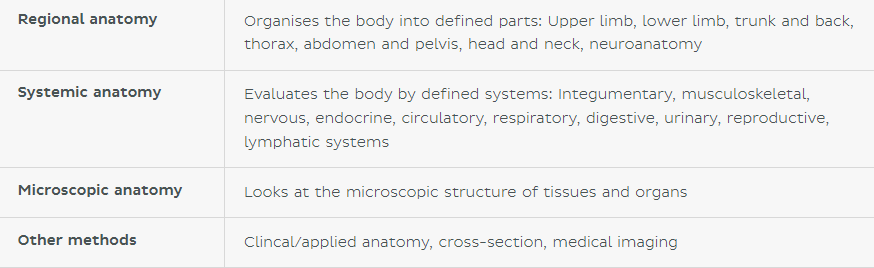 Regional anatomy
Organises the body into defined parts: Upper limb, lower limb, trunk and back,
thorax, abdomen and pelvis, head and neck, neuroanatomy
Systemic anatomy
Evaluates the body by defined systems: Integumentary, musculoskeletal,
nervous, endocrine, circulatory, respiratory, digestive, urinary, reproductive,
lymphatic systems
Microscopic anatomy
Looks at the microscopic structure of tissues and organs
Other methods
Clincal/applied anatomy, cross-section, medical imaging